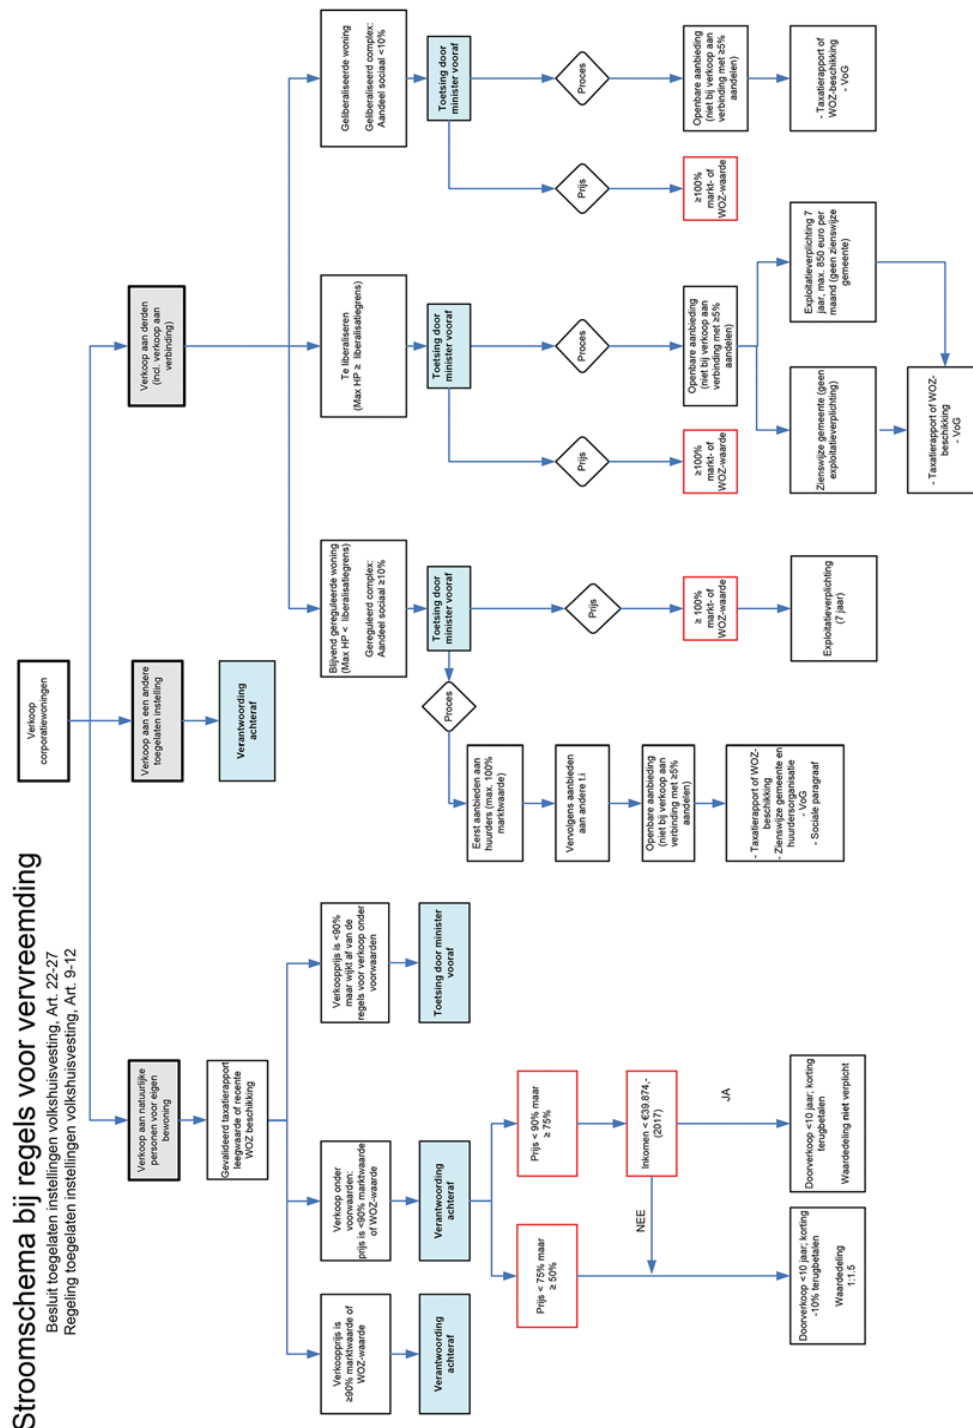 Stroomschema bij regels voor vervreemding
Besluit toegelaten instellingen volkshuisvesting, Art. 22-27
Regeling toegelaten instellingen volkshuisvesting, Art. 9-12
Verkoop
corporatiewoningen
Verkoop aan natuurlijke
personen voor eigen
bewoning
Verkoop aan een andere
toegelaten instelling
Verkoop aan derden
(incl. verkoop aan
verbinding)
Gevalideerd taxatierapport
leegwaarde of recente
WOZ beschikking
Verantwoording
achteraf
Verkoopprijs is
≥90% marktwaarde of
WOZ-waarde
Verkoop onder
voorwaarden:
prijs is <90% marktwaarde
of WOZ-waarde
Verkoopprijs is <90%
maar wijkt af van de
regels voor verkoop onder
voorwaarden
Blijvend gereguleerde woning
(Max HP < liberalisatiegrens)
Gereguleerd complex:
Aandeel sociaal ≥10%
Te liberaliseren
(Max HP ≥ liberalisatiegrens)
Geliberaliseerde woning
Geliberaliseerd complex:
Aandeel sociaal <10%
Verantwoording
achteraf
Verantwoording
achteraf
Toetsing door minister
vooraf
Toetsing door
minister vooraf
Toetsing door
minister vooraf
Toetsing door
minister vooraf
Proces
Prijs
Prijs
Proces
Prijs
Proces
Eerst aanbieden aan
huurders (max. 100%
marktwaarde)
Vervolgens aanbieden
aan andere t.i
Openbare aanbieding
(niet bij verkoop aan
verbinding met ≥5%
aandelen)
- Taxatierapport of WOZ-
beschikking
- Zienswijze gemeente en
huurdersorganisatie
- VoG
- Sociale paragraaf
≥ 100%
markt- of
WOZ-waarde
Exploitatieverplichting
(7 jaar)
≥100%
markt- of
WOZ-waarde
Openbare aanbieding
(niet bij verkoop aan
verbinding met ≥5%
aandelen)
Zienswijze gemeente (geen
exploitatieverplichting)
Exploitatieverplichting 7
jaar, max. 850 euro per
maand (geen zienswijze
gemeente)
- Taxatierapport of WOZ-
beschikking
- VoG
≥100%
markt- of
WOZ-waarde
Openbare aanbieding
(niet bij verkoop aan
verbinding met ≥5%
aandelen)
- Taxatierapport of
WOZ-beschikking
- VoG
Prijs < 75% maar
≥ 50%
Prijs < 90% maar
≥ 75%
Inkomen < €39.874,-
(2017)
NEE
JA
Doorverkoop <10 jaar; korting
-10% terugbetalen
Waardedeling
1:1.5
Doorverkoop <10 jaar; korting
terugbetalen
Waardedeling niet verplicht